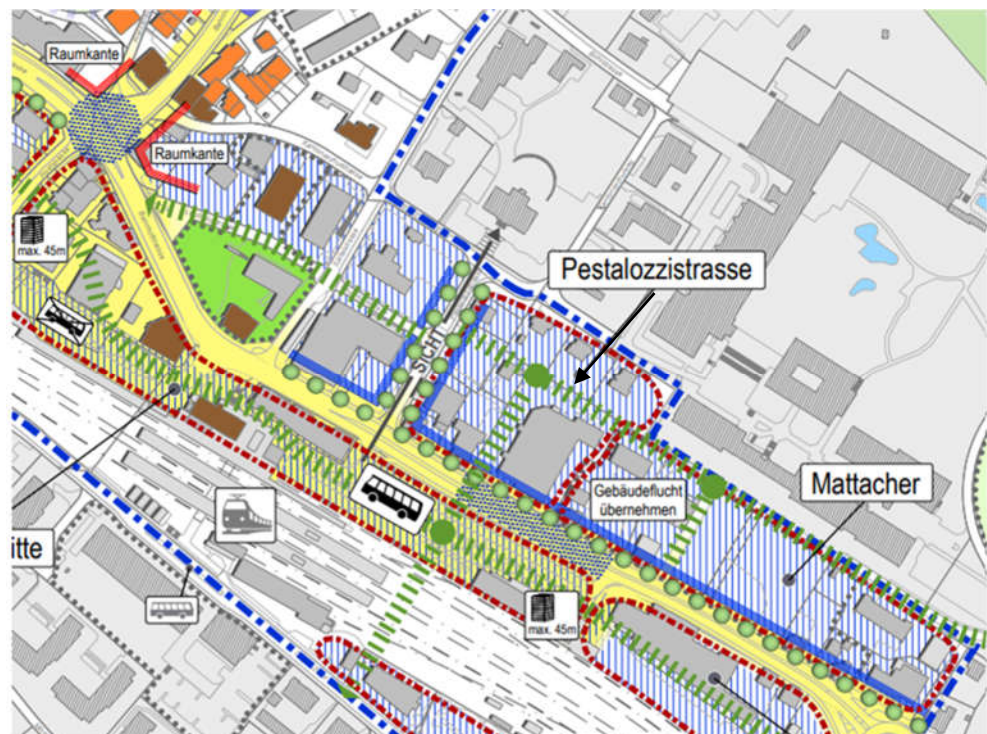 Raumkante
Raumkante
max. 45m
Pestalozzistrasse
SICHT
Gebäudeflucht
übernehmen
Mattacher
itte
max. 45m